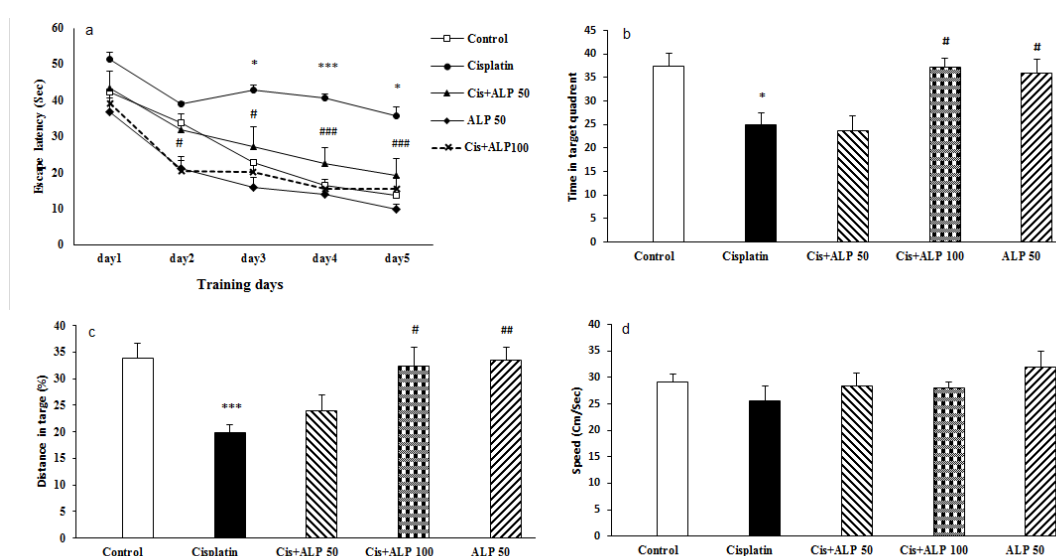 a
60
50
40
30
20
10
0
Escape latency (Sec)
* *** *
# # ### ###
day1 day2 day3 day4 day5
Training days
Control
Cisplatin
Cis+ALP 50
ALP 50
Cis+ALP100
b
45
40
35
30
25
20
15
10
5
0
Time in target quadrent
* # #
Control Cisplatin Cis+ALP 50 Cis+ALP 100 ALP 50
c
40
35
30
25
20
15
10
5
0
Distance in targe (%)
*** # ##
Control Cisplatin Cis+ALP 50 Cis+ALP 100 ALP 50
d
40
35
30
25
20
15
10
5
0
Speed (Cm/Sec)
Control Cisplatin Cis+ALP 50 Cis+ALP 100 ALP 50